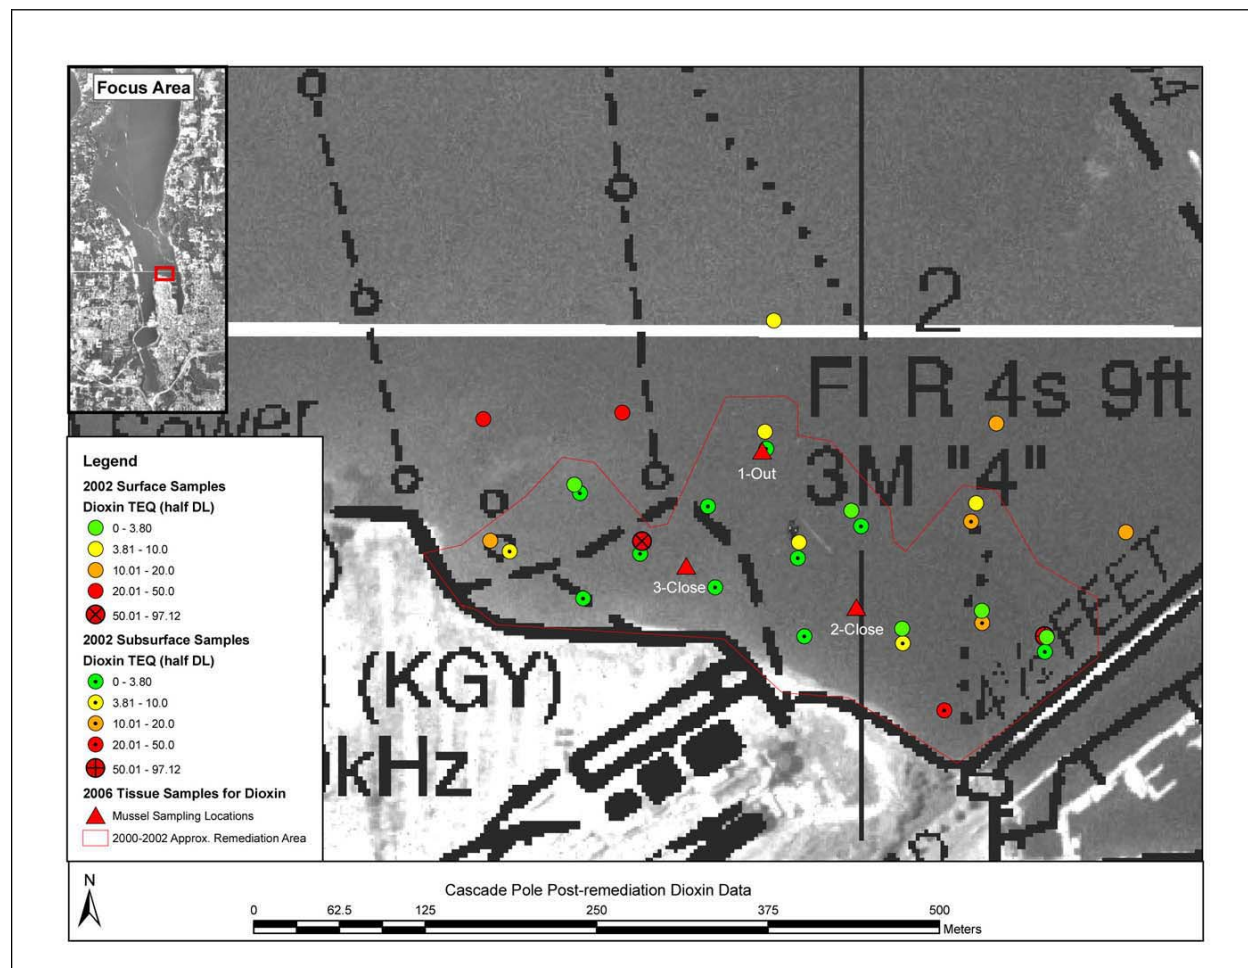 Focus Area
2
Fl R 4s 9ft
3M "4"
1-Out
3-Close
2-Close
(KGY)
kHz
Legend
2002 Surface Samples
Dioxin TEQ (half DL)
0 - 3.80
3.81 - 10.0
10.01 - 20.0
20.01 - 50.0
50.01 - 97.12
2002 Subsurface Samples
Dioxin TEQ (half DL)
0 - 3.80
3.81 - 10.0
10.01 - 20.0
20.01 - 50.0
50.01 - 97.12
2006 Tissue Samples for Dioxin
Mussel Sampling Locations
2000-2002 Approx. Remediation Area
N
Cascade Pole Post-remediation Dioxin Data
0 62.5 125 250 375 500
Meters